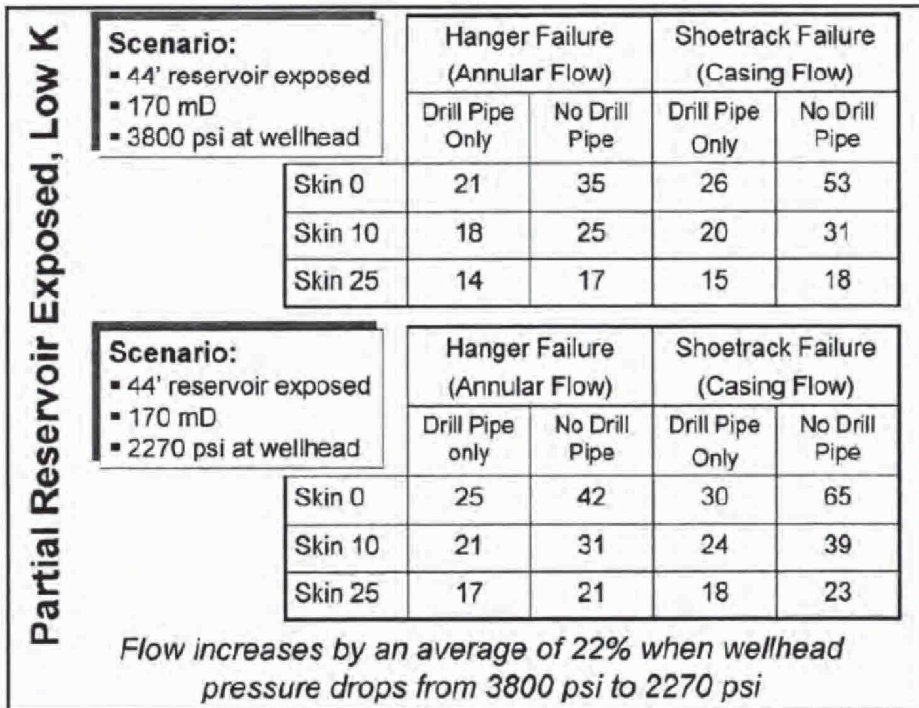 Partial Reservoir Exposed, Low K
Scenario:
▪ 44' reservoir exposed
▪ 170 mD
▪ 3800 psi at wellhead
Hanger Failure
(Annular Flow)
Shoetrack Failure
(Casing Flow)
Drill Pipe
Only
No Drill
Pipe
Drill Pipe
Only
No Drill
Pipe
Skin 0 21 35 26 53
Skin 10 18 25 20 31
Skin 25 14 17 15 18
Scenario:
▪ 44' reservoir exposed
▪ 170 mD
▪ 2270 psi at wellhead
Hanger Failure
(Annular Flow)
Shoetrack Failure
(Casing Flow)
Drill Pipe
only
No Drill
Pipe
Drill Pipe
Only
No Drill
Pipe
Skin 0 25 42 30 65
Skin 10 21 31 24 39
Skin 25 17 21 18 23
Flow increases by an average of 22% when wellhead
pressure drops from 3800 psi to 2270 psi